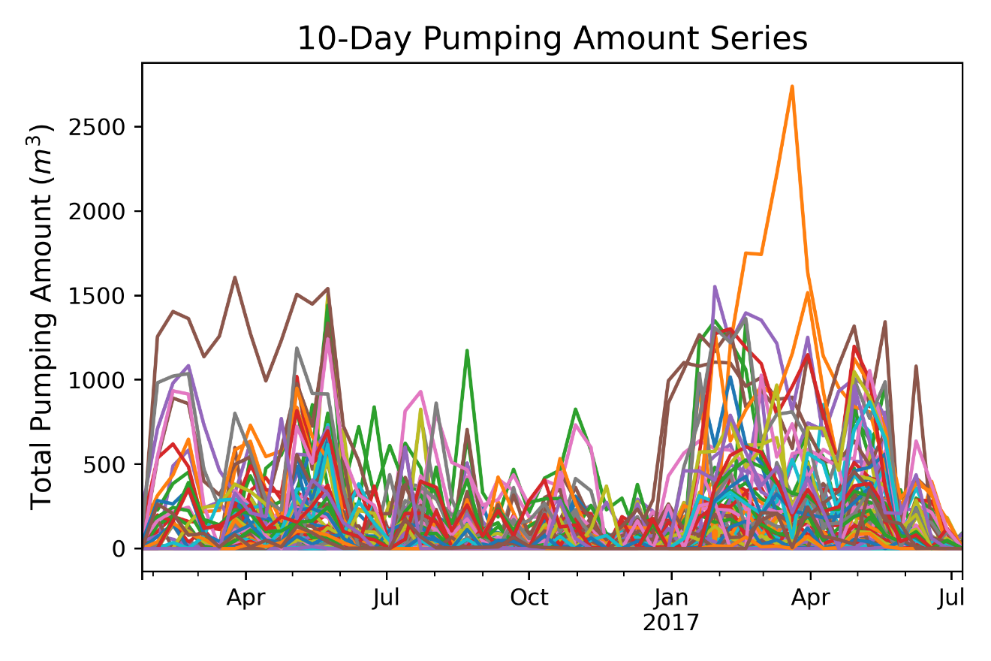 10-Day Pumping Amount Series
Total Pumping Amount (m³)
2500
2000
1500
1000
500
0
Apr Jul Oct Jan Apr Jul
2017